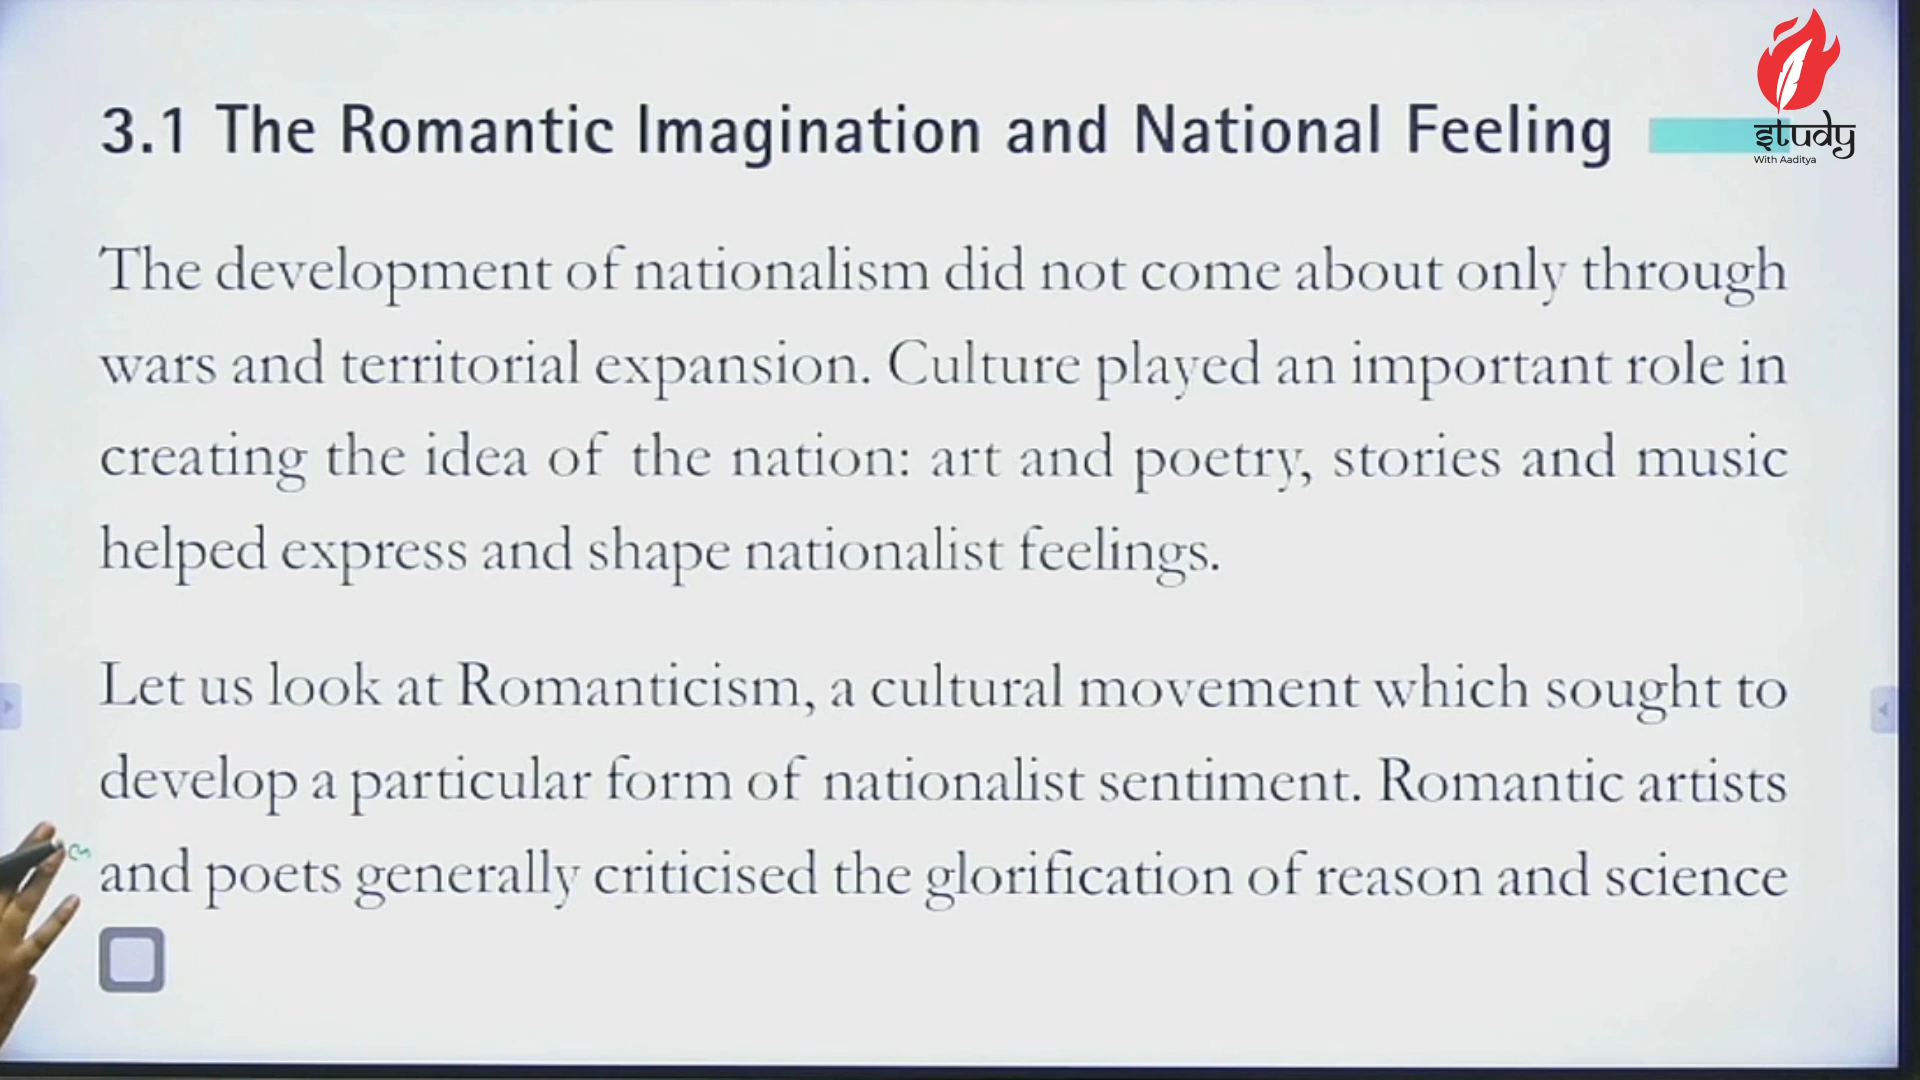 3.1 The Romantic Imagination and National Feeling
study
With Aaditya
The development of nationalism did not come about only through
wars and territorial expansion. Culture played an important role in
creating the idea of the nation: art and poetry, stories and music
helped express and shape nationalist feelings.
Let us look at Romanticism, a cultural movement which sought to
develop a particular form of nationalist sentiment. Romantic artists
and poets generally criticised the glorification of reason and science